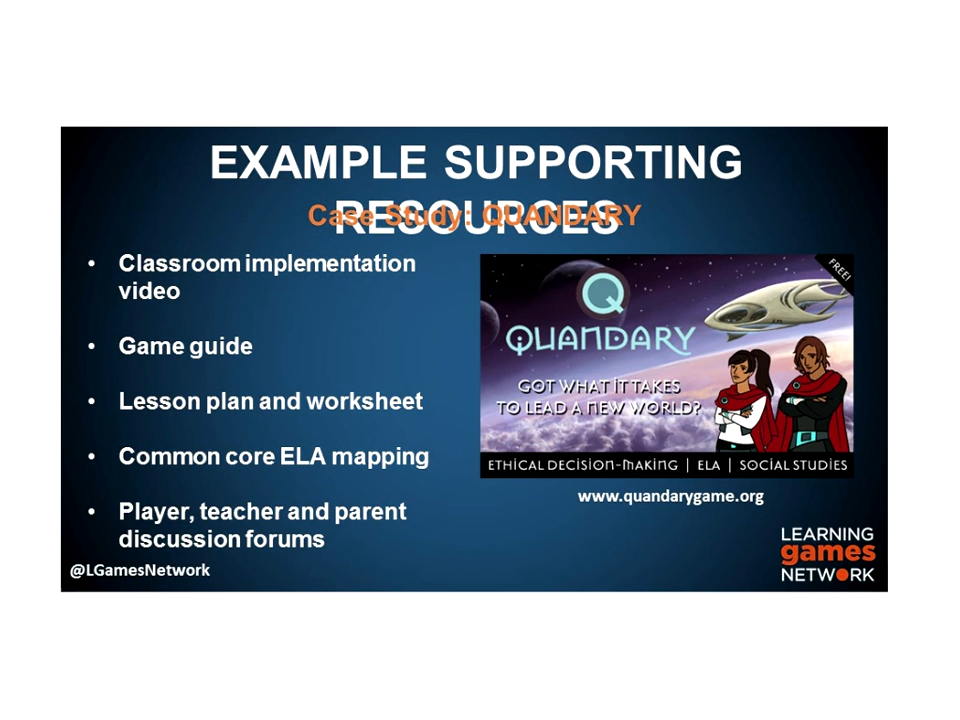 EXAMPLE SUPPORTING
RESOURCES
Case Study: QUANDARY
• Classroom implementation
video
• Game guide
• Lesson plan and worksheet
• Common core ELA mapping
• Player, teacher and parent
discussion forums
@LGamesNetwork
FREE!
Q
QUANDARY
GOT WHAT IT TAKES
TO LEAD A NEW WORLD?
ETHICAL DECISION-MAKING | ELA | SOCIAL STUDIES
www.quandarygame.org
LEARNING
games
NETWORK